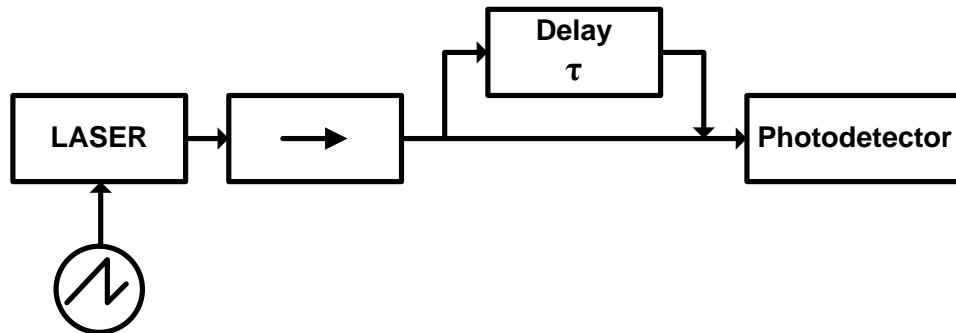 Delay
τ
LASER
Photodetector